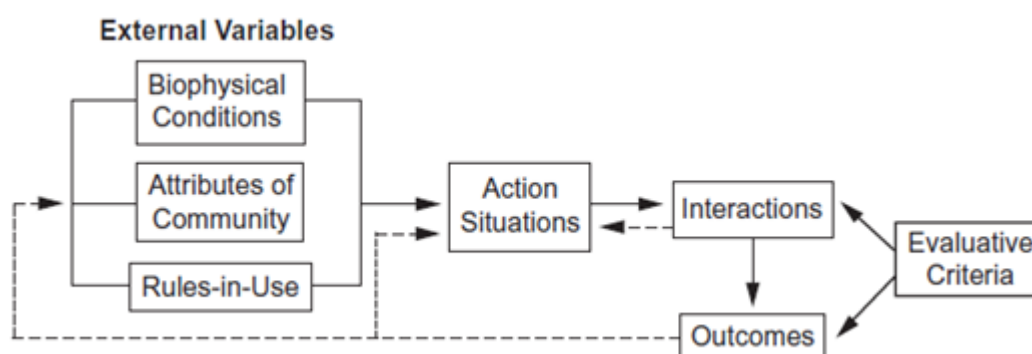 External Variables
Biophysical
Conditions
Attributes of
Community
Rules-in-Use
Action
Situations
Interactions
Outcomes
Evaluative
Criteria